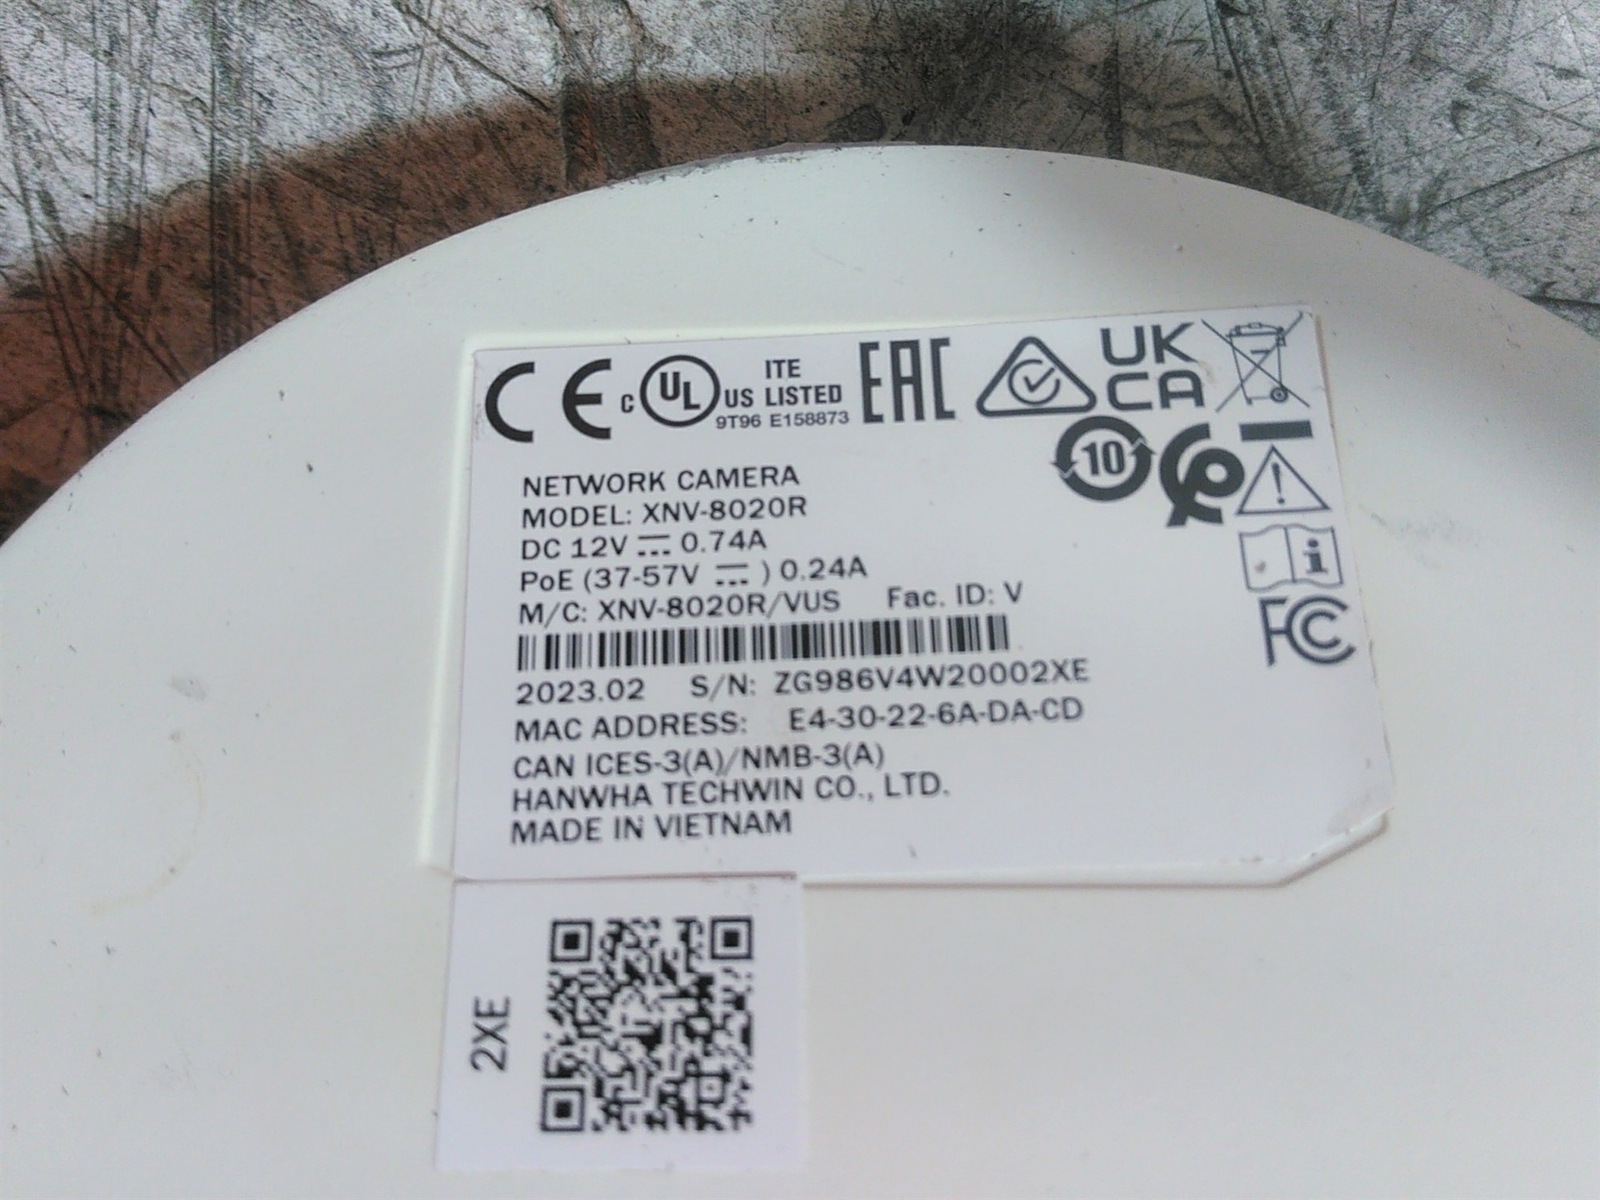 CE c UL US ITE LISTED 9T96 E158873 EAC UK CA
10
NETWORK CAMERA
MODEL: XNV-8020R
DC 12V ⎓ 0.74A
PoE (37-57V ⎓ ) 0.24A
M/C: XNV-8020R/VUS Fac. ID: V
FC
2023.02 S/N: ZG986V4W20002XE
MAC ADDRESS: E4-30-22-6A-DA-CD
CAN ICES-3(A)/NMB-3(A)
HANWHA TECHWIN CO., LTD.
MADE IN VIETNAM
2XE